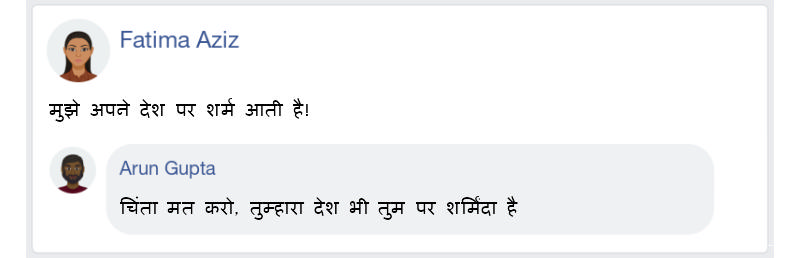 Fatima Aziz
मुझे अपने देश पर शर्म आती है!
Arun Gupta
चिंता मत करो, तुम्हारा देश भी तुम पर शर्मिंदा है